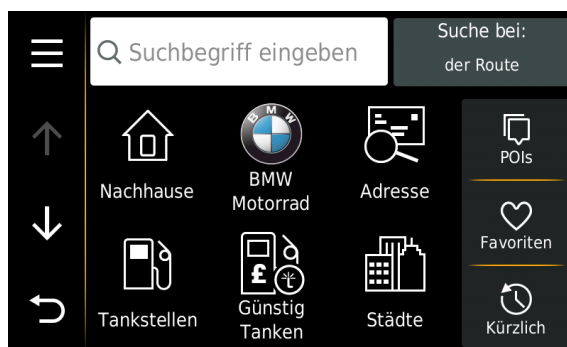 Suchbegriff eingeben
Suche bei:
der Route
Nachhause
BMW
BMW
Motorrad
Adresse
POIs
Favoriten
Tankstellen
£
Günstig
Tanken
Städte
Kürzlich